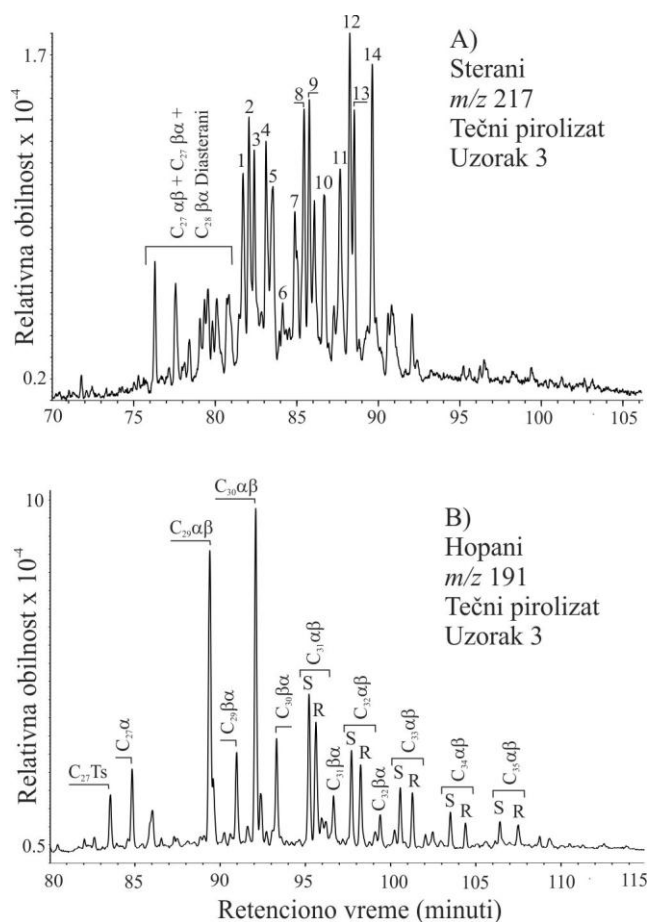 A)
Sterani
m/z 217
Tečni pirolizat
Uzorak 3
Relativna obilnost x 10⁻⁴
1.7
0.2
C₂₇ αβ + C₂₇ βα +
C₂₈ βα Diasterani
1
2
3
4
5
6
7
8
9
10
11
12
13
14
70 75 80 85 90 95 100 105
B)
Hopani
m/z 191
Tečni pirolizat
Uzorak 3
Relativna obilnost x 10⁻⁴
10
0.5
C₂₇Ts
C₂₇α
C₂₉αβ
C₂₉βα
C₃₀αβ
C₃₀βα
C₃₁αβ
S
R
C₃₁βα
C₃₂αβ
S
R
C₃₂βα
C₃₃αβ
S
R
C₃₄αβ
S
R
C₃₅αβ
S
R
80 85 90 95 100 105 110 115
Retenciono vreme (minuti)